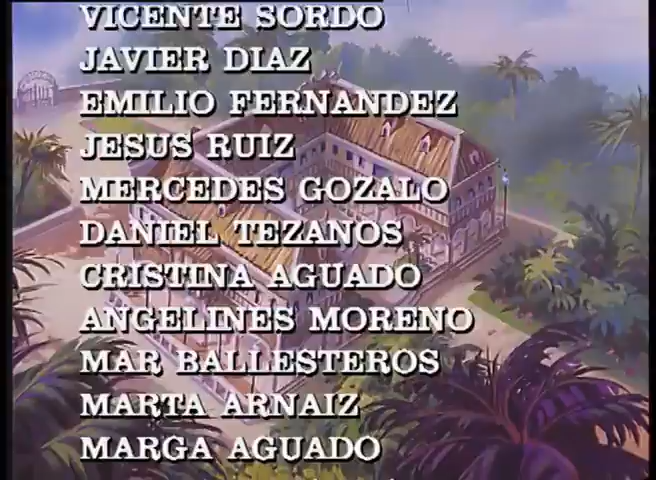 VICENTE SORDO
JAVIER DIAZ
EMILIO FERNANDEZ
JESUS RUIZ
MERCEDES GOZALO
DANIEL TEZANOS
CRISTINA AGUADO
ANGELINES MORENO
MAR BALLESTEROS
MARTA ARNAIZ
MARGA AGUADO